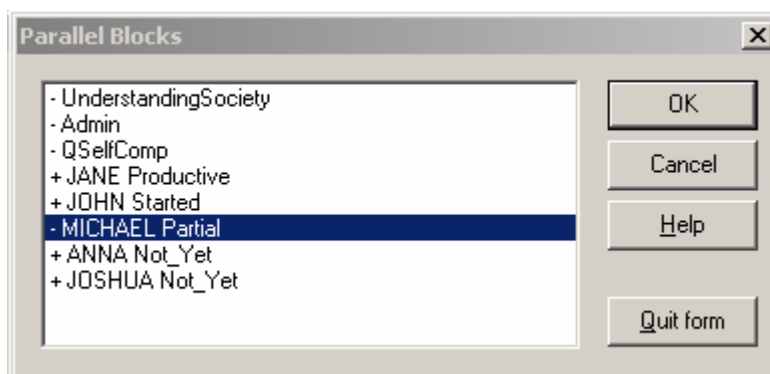 Parallel Blocks
- UnderstandingSociety
- Admin
- QSelfComp
+ JANE Productive
+ JOHN Started
- MICHAEL Partial
+ ANNA Not_Yet
+ JOSHUA Not_Yet
OK
Cancel
Help
Quit form